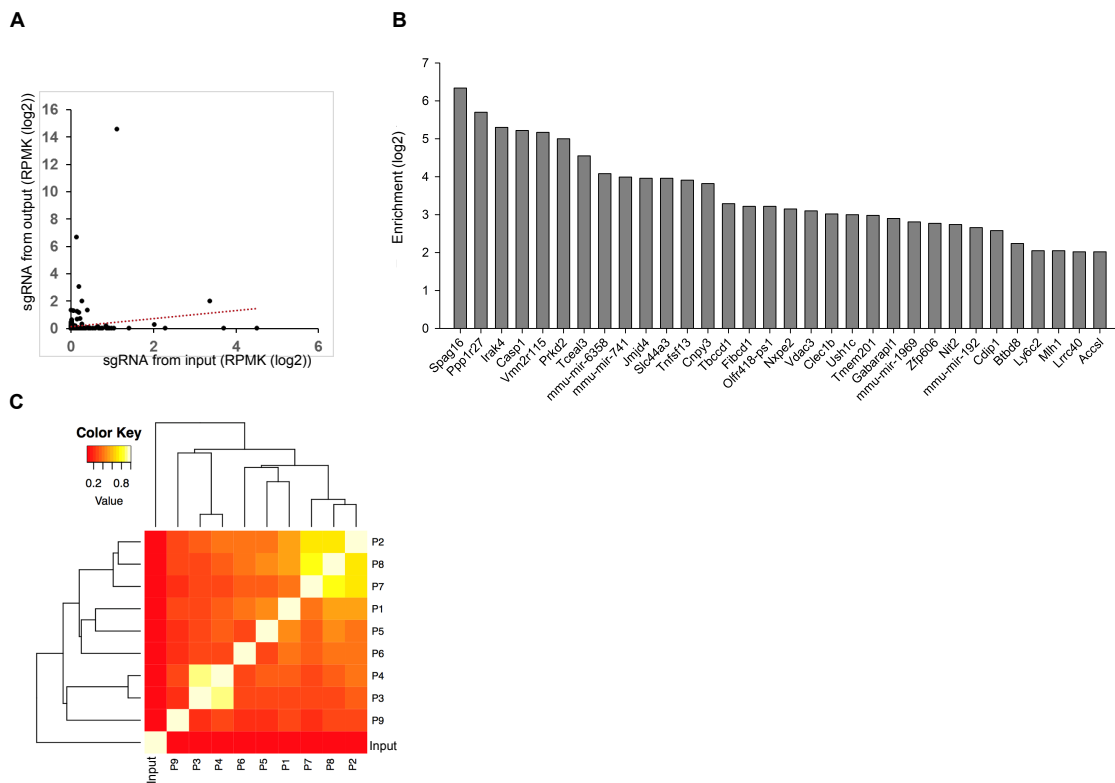 A
sgRNA from output (RPMK (log2))
16
14
12
10
8
6
4
2
0
0
2
4
6
sgRNA from input (RPMK (log2))
B
Enrichment (log2)
7
6
5
4
3
2
1
0
Spag16
Ppp1r27
Irak4
Casp1
Vmn2r115
Prkd2
Tceal3
mmu-mir-6358
mmu-mir-741
Jmjd4
Slc44a3
Tnfsf13
Cnpy3
Tbccd1
Fibcd1
Olfr418-ps1
Nxpe2
Vdac3
Clec1b
Ush1c
Tmem201
Gabarapl1
mmu-mir-1969
Zfp606
Nit2
mmu-mir-192
Cdip1
Btbd8
Ly6c2
Mlh1
Lrrc40
Accsl
C
Color Key
0.2 0.8
Value
P2
P8
P7
P1
P5
P6
P4
P3
P9
Input
Input
P9
P3
P4
P6
P5
P1
P7
P8
P2